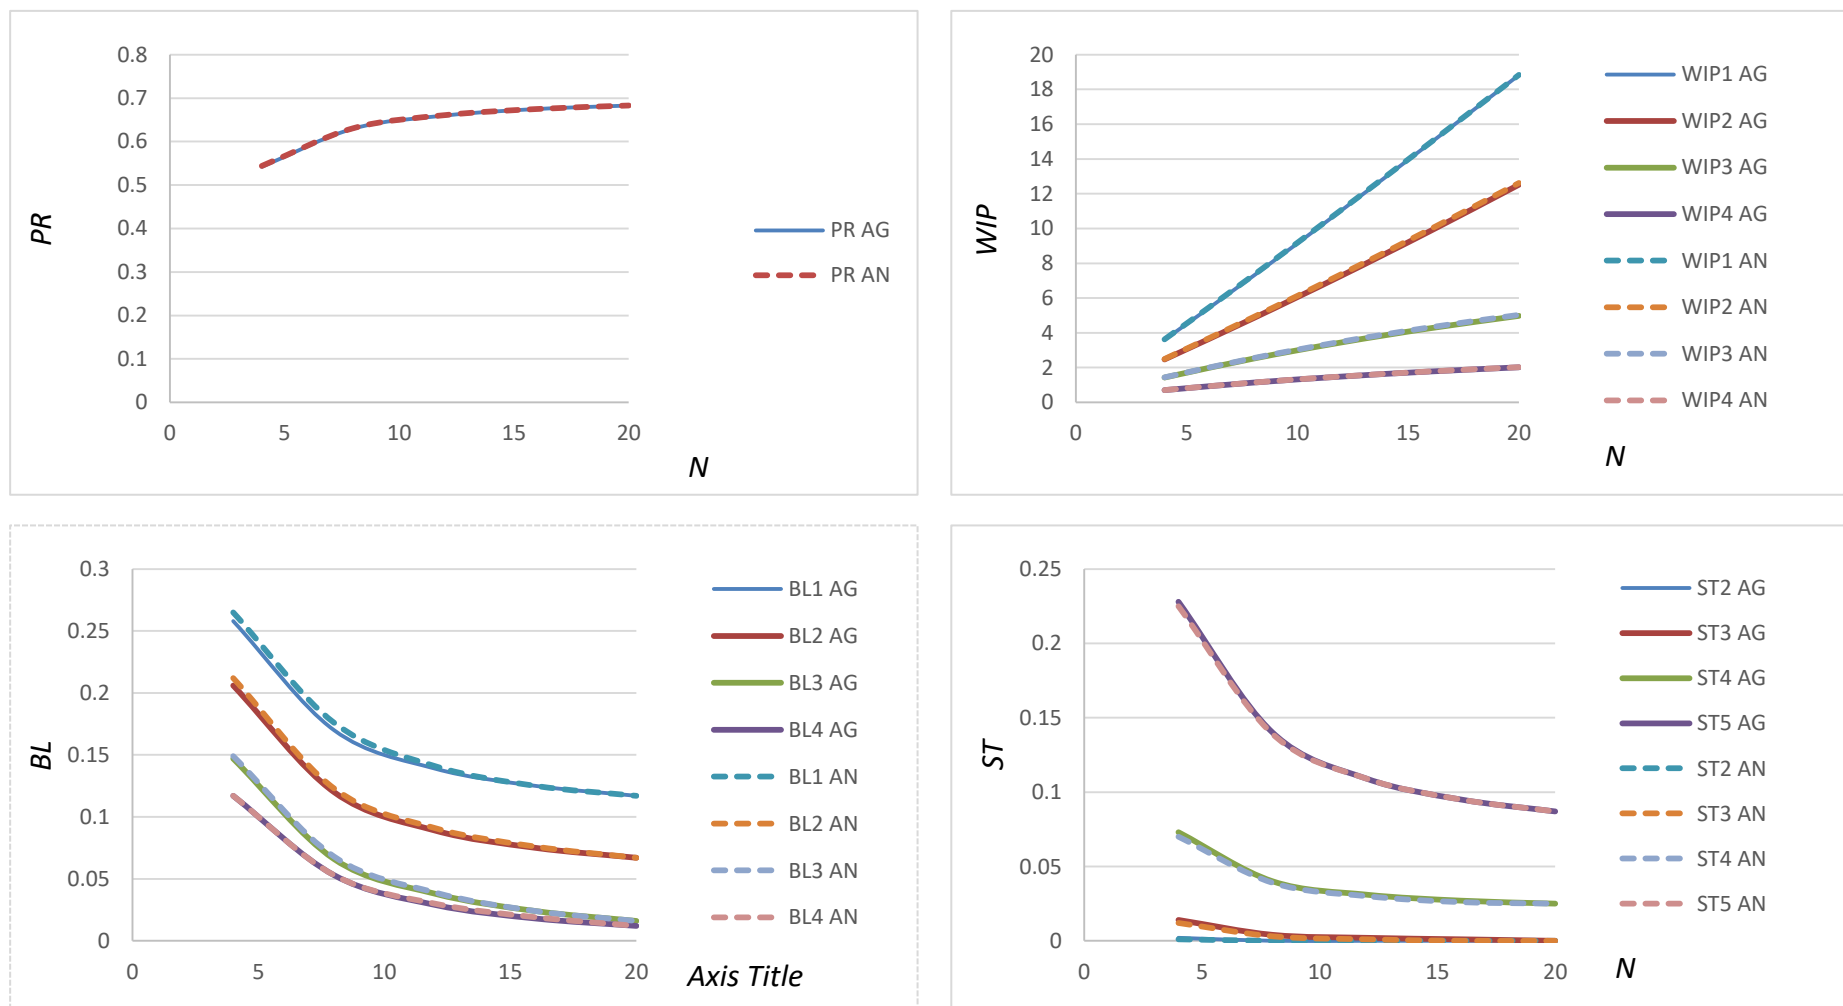 0.8
0.7
0.6
0.5
0.4
0.3
0.2
0.1
0
0 5 10 15 20
PR
N
PR AG
PR AN
20
18
16
14
12
10
8
6
4
2
0
0 5 10 15 20
WIP
N
WIP1 AG
WIP2 AG
WIP3 AG
WIP4 AG
WIP1 AN
WIP2 AN
WIP3 AN
WIP4 AN
0.3
0.25
0.2
0.15
0.1
0.05
0
0 5 10 15 20
BL
Axis Title
BL1 AG
BL2 AG
BL3 AG
BL4 AG
BL1 AN
BL2 AN
BL3 AN
BL4 AN
0.25
0.2
0.15
0.1
0.05
0
0 5 10 15 20
ST
N
ST2 AG
ST3 AG
ST4 AG
ST5 AG
ST2 AN
ST3 AN
ST4 AN
ST5 AN